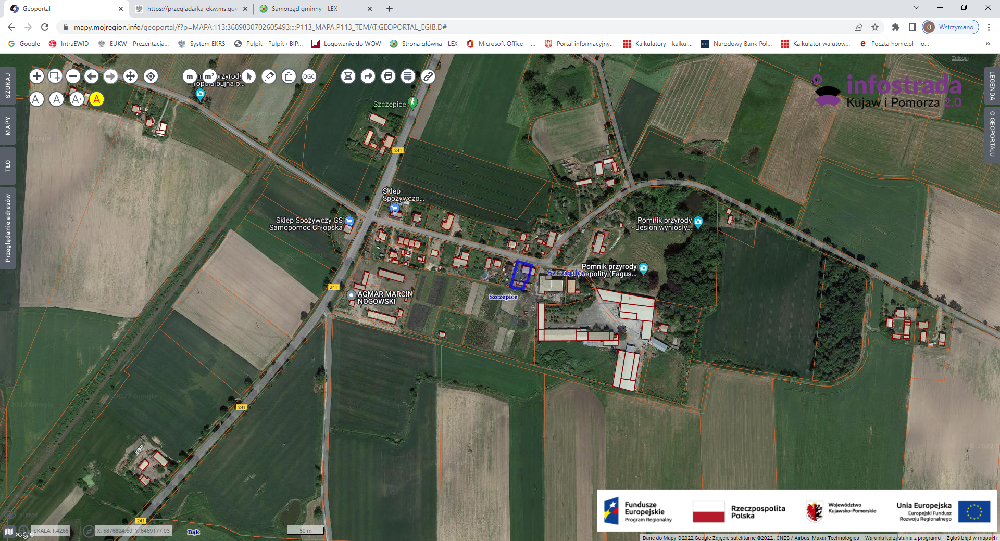 Geoportal
https://przegladarka-ekw.ms.gov
Samorząd gminny - LEX
mapy.mojregion.info/geoportal/f?p=MAPA:113:3689830702605493::::P113_MAPA,P113_TEMAT:GEOPORTAL_EGIB,D#
O
Wstrzymano
Google
IntraEWID
EUKW - Prezentacja...
System EKRS
Pulpit - Pulpit ‹ BIP...
Logowanie do WOW
Strona główna - LEX
Microsoft Office —...
Portal informacyjny...
Kalkulatory - kalkul...
NBP
Narodowy Bank Pol...
Kalkulator walutow...
Poczta home.pl - lo...
»
Zaloguj
SZUKAJ
MAPY
TŁO
Przeglądanie adresów
LEGENDA
O GEOPORTALU
m
m²
OGC
A-
A
A+
A
przyrody
Topola bujna o...
infostrada
Kujaw i Pomorza 2.0
Szczepice
241
Sklep
Spożywczo...
Sklep Spożywczy GS
Samopomoc Chłopska
Pomnik przyrody
- Jesion wyniosły...
Pomnik przyrody
pospolity (Fagus...
Szczepice
Szczepice
241
AGMAR MARCIN
NOGOWSKI
241
241
Bąk
518634
SKALA 1:4265
X: 5876824.60 Y: 6469177.03
50 m
Fundusze
Europejskie
Program Regionalny
Rzeczpospolita
Polska
Województwo
Kujawsko-Pomorskie
Unia Europejska
Europejski Fundusz
Rozwoju Regionalnego
Dane do Mapy ©2022 Google Zdjęcie satelitarne ©2022 , CNES / Airbus, Maxar Technologies
Warunki korzystania z programu
Zgłoś błąd w mapach